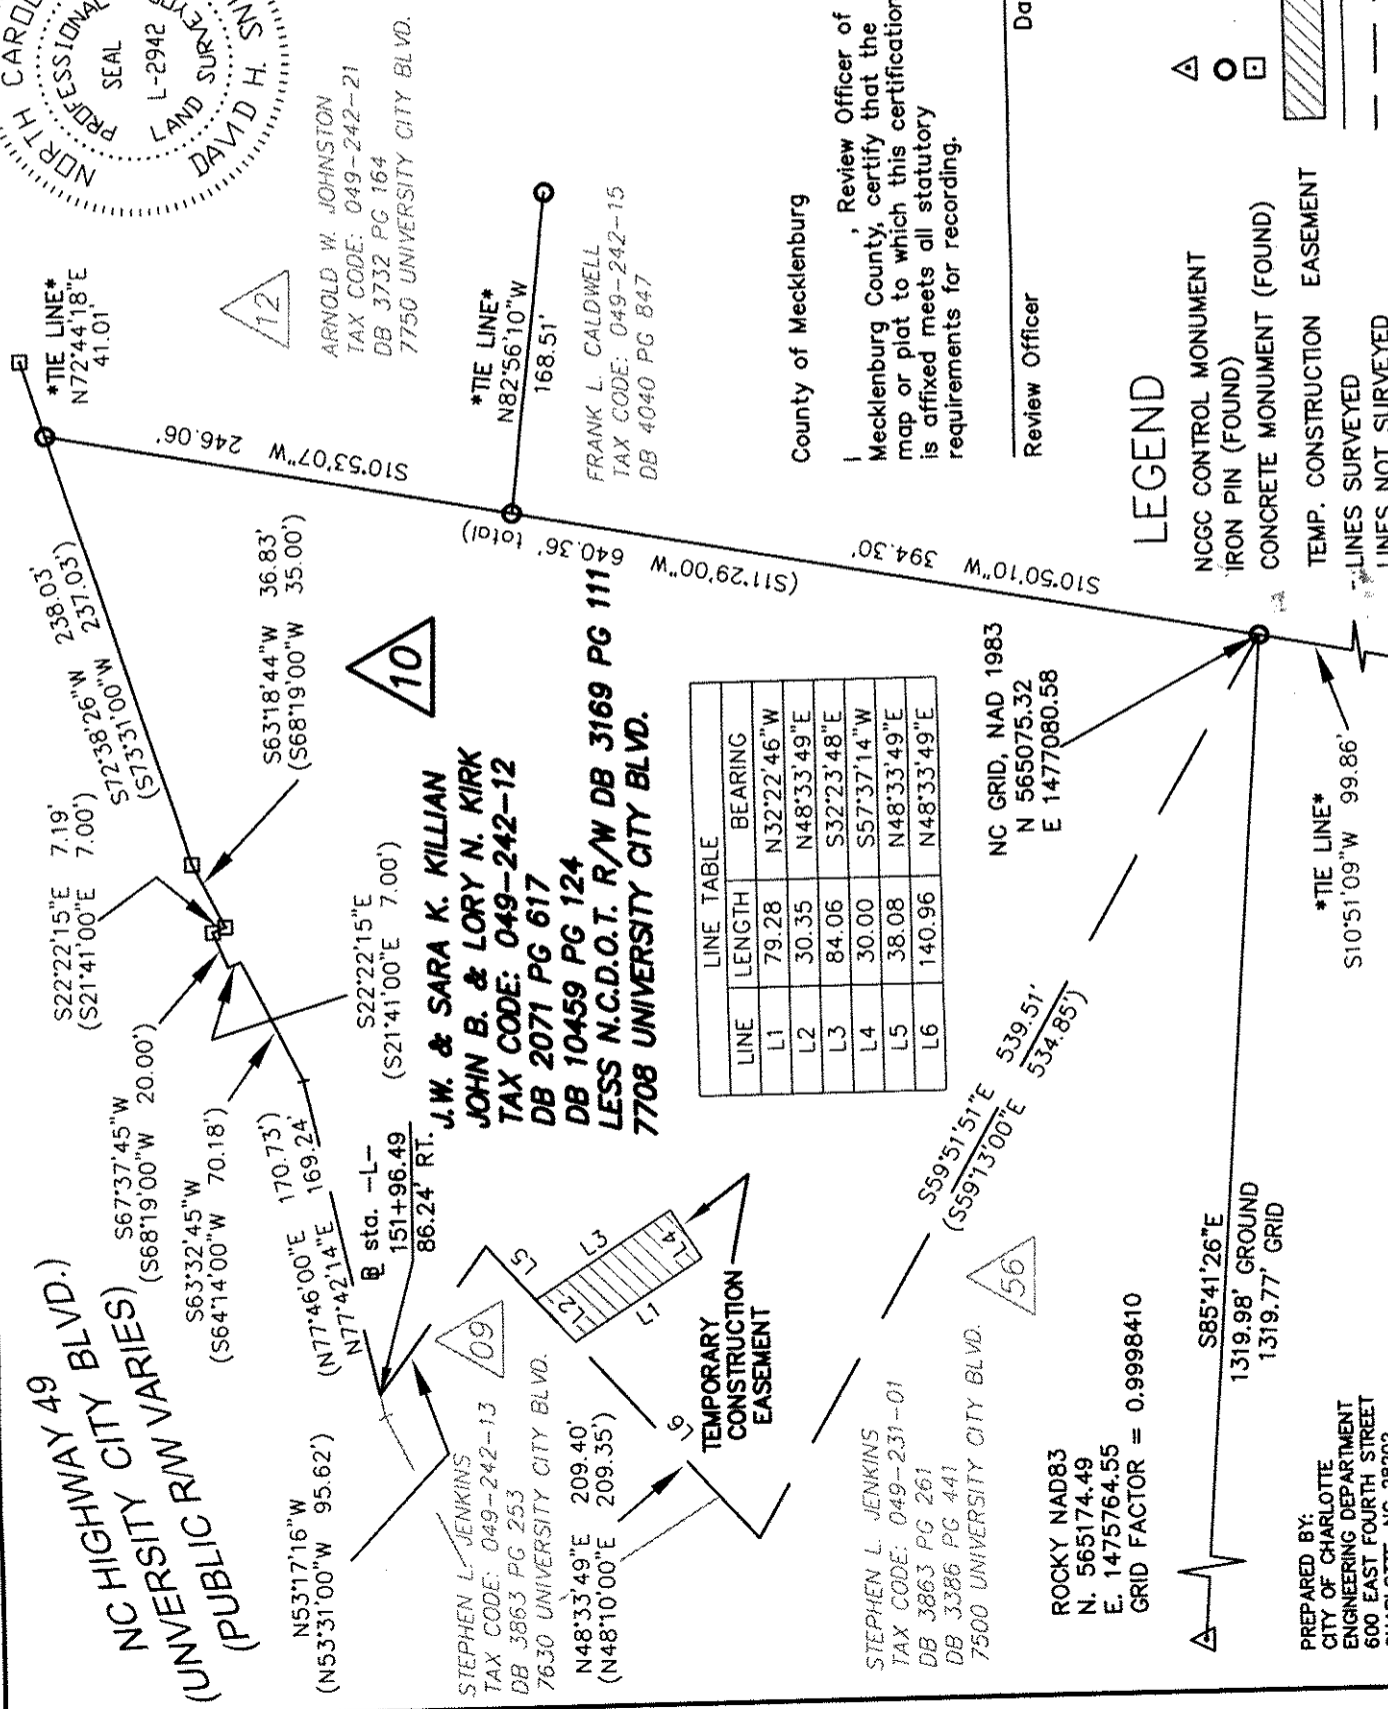 NORTH CAROL
PROFESSIONAL
SEAL
L-2942
LAND SURVEYO
DAVID H. SN
NC HIGHWAY 49
(UNVERSITY CITY BLVD.)
(PUBLIC R/W VARIES)
N53°17'16"W
(N53°31'00"W 95.62')
S67°37'45"W
(S68°19'00"W 20.00')
S63°32'45"W
(S64°14'00"W 70.18')
(N77°46'00"E 170.73')
N77°42'14"E 169.24'
S22°22'15"E 7.19'
(S21°41'00"E 7.00')
S72°38'26"W 238.03'
(S73°31'00"W 237.03')
S63°18'44"W 36.83'
(S68°19'00"W 35.00')
S22°22'15"E
(S21°41'00"E 7.00')
*TIE LINE*
N72°44'18"E
41.01'
12
ARNOLD W. JOHNSTON
TAX CODE: 049-242-21
DB 3732 PG 164
7750 UNIVERSITY CITY BLVD.
S10°53'07"W 246.06'
*TIE LINE*
N82°56'10"W
168.51'
FRANK L. CALDWELL
TAX CODE: 049-242-15
DB 4040 PG 847
(S11°29'00"W 640.36' total)
S10°50'10"W 394.30'
10
J.W. & SARA K. KILLIAN
JOHN B. & LORY N. KIRK
TAX CODE: 049-242-12
DB 2071 PG 617
DB 10459 PG 124
LESS N.C.D.O.T. R/W DB 3169 PG 111
7708 UNIVERSITY CITY BLVD.
sta. -L-
151+96.49
86.24' RT.
09
STEPHEN L. JENKINS
TAX CODE: 049-242-13
DB 3863 PG 253
7630 UNIVERSITY CITY BLVD.
N48°33'49"E 209.40'
(N48°10'00"E 209.35')
L5
L2
L3
L4
L1
L6
TEMPORARY
CONSTRUCTION
EASEMENT
LINE TABLE
LINE LENGTH BEARING
L1 79.28 N32°22'46"W
L2 30.35 N48°33'49"E
L3 84.06 S32°23'48"E
L4 30.00 S57°37'14"W
L5 38.08 N48°33'49"E
L6 140.96 N48°33'49"E
S59°51'51"E 539.51'
(S59°13'00"E 534.85')
56
STEPHEN L. JENKINS
TAX CODE: 049-231-01
DB 3863 PG 261
DB 3386 PG 441
7500 UNIVERSITY CITY BLVD.
NC GRID, NAD 1983
N 565075.32
E 1477080.58
ROCKY NAD83
N. 565174.49
E. 1475764.55
GRID FACTOR = 0.9998410
S85°41'26"E
1319.98' GROUND
1319.77' GRID
*TIE LINE*
S10°51'09"W 99.86'
County of Mecklenburg
I , Review Officer of
Mecklenburg County, certify that the
map or plat to which this certification
is affixed meets all statutory
requirements for recording.
Review Officer Da
LEGEND
NCGC CONTROL MONUMENT
IRON PIN (FOUND)
CONCRETE MONUMENT (FOUND)
TEMP. CONSTRUCTION EASEMENT
LINES SURVEYED
LINES NOT SURVEYED
PREPARED BY:
CITY OF CHARLOTTE
ENGINEERING DEPARTMENT
600 EAST FOURTH STREET